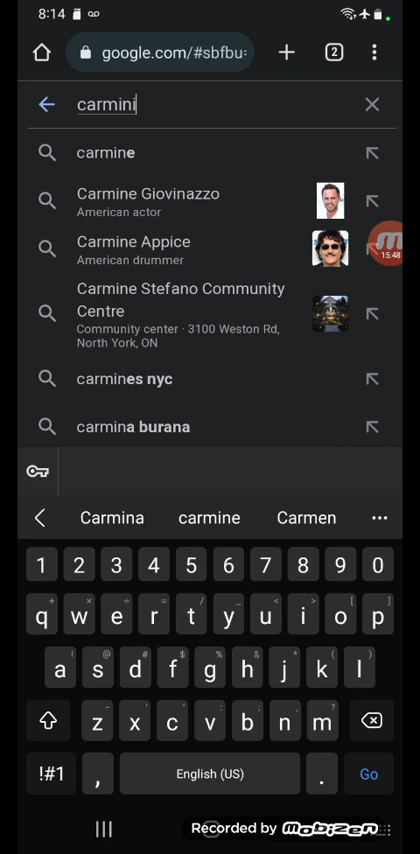 8:14
google.com/#sbfbu=
2
carmini
carmine
Carmine Giovinazzo
American actor
15:48
Carmine Appice
American drummer
Carmine Stefano Community
Centre
Community center · 3100 Weston Rd,
North York, ON
carmines nyc
carmina burana
Carmina carmine Carmen
1 2 3 4 5 6 7 8 9 0
q w e r t y u i o p
a s d f g h j k l
z x c v b n m
!#1 , English (US) . Go
Recorded by mobizen